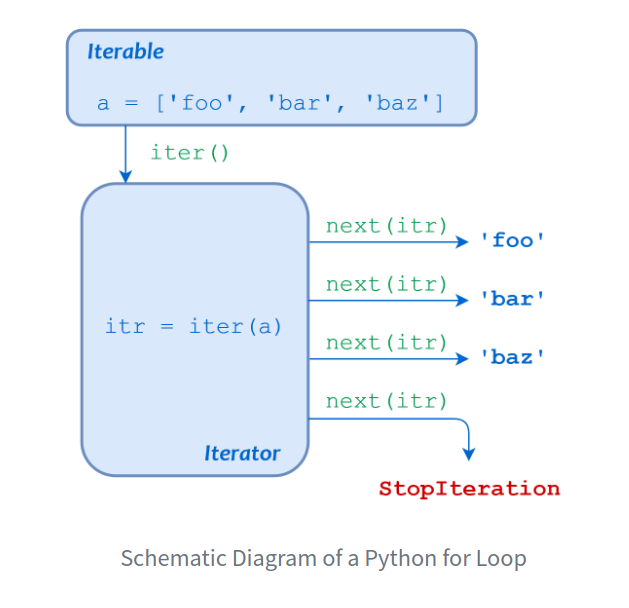 Iterable
a = ['foo', 'bar', 'baz']
iter()
next(itr)
'foo'
next(itr)
'bar'
itr = iter(a)
next(itr)
'baz'
next(itr)
Iterator
StopIteration
Schematic Diagram of a Python for Loop